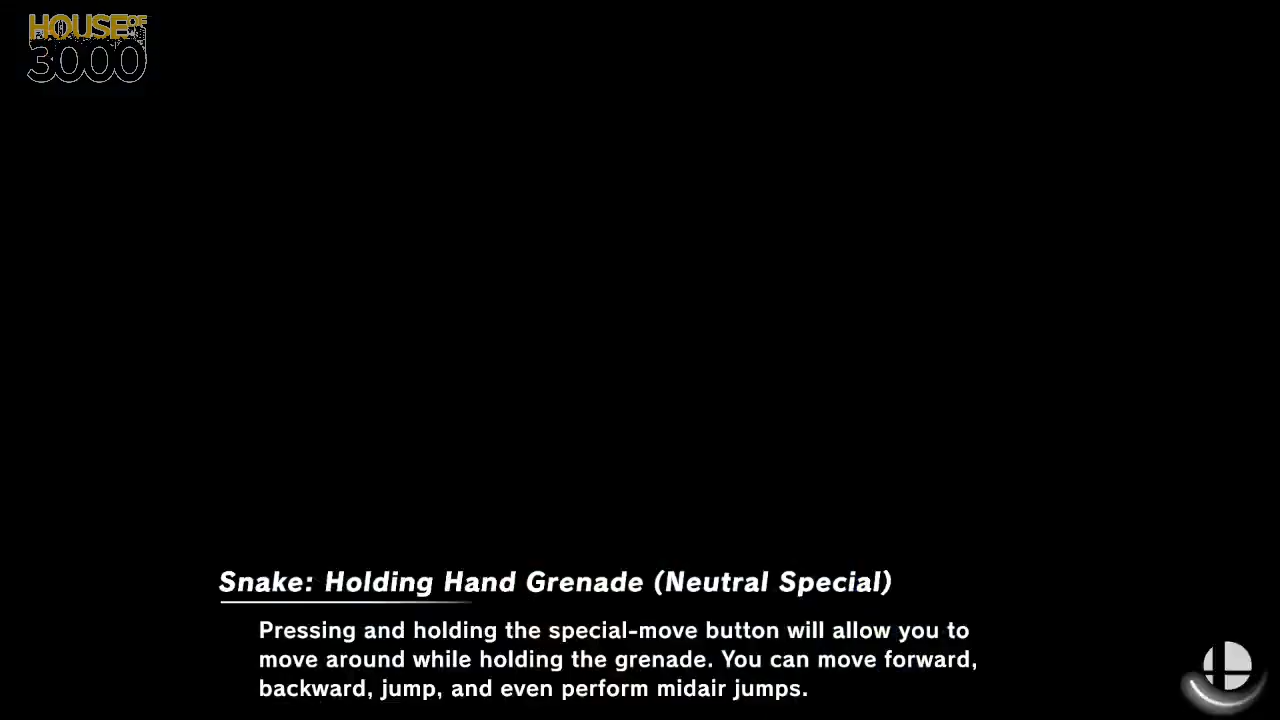 HOUSE OF
3000
Snake: Holding Hand Grenade (Neutral Special)
Pressing and holding the special-move button will allow you to
move around while holding the grenade. You can move forward,
backward, jump, and even perform midair jumps.